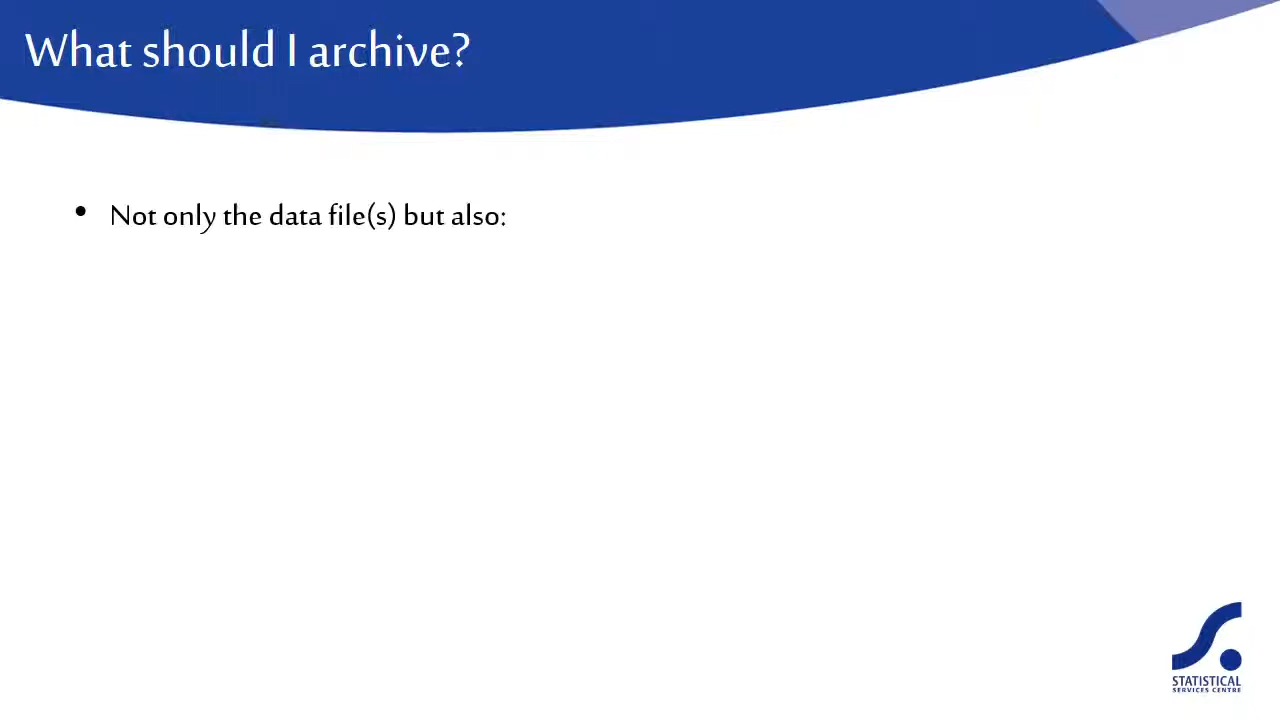 What should I archive?
• Not only the data file(s) but also:
STATISTICAL
SERVICES CENTRE